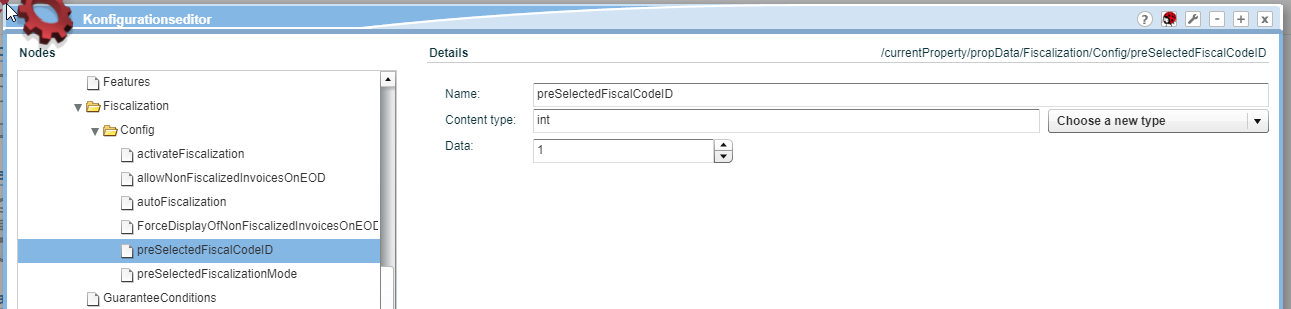 Konfigurationseditor
? - + x
Nodes
Features
Fiscalization
Config
activateFiscalization
allowNonFiscalizedInvoicesOnEOD
autoFiscalization
ForceDisplayOfNonFiscalizedInvoicesOnEOD
preSelectedFiscalCodeID
preSelectedFiscalizationMode
GuaranteeConditions
Details /currentProperty/propData/Fiscalization/Config/preSelectedFiscalCodeID
Name: preSelectedFiscalCodeID
Content type: int Choose a new type
Data: 1